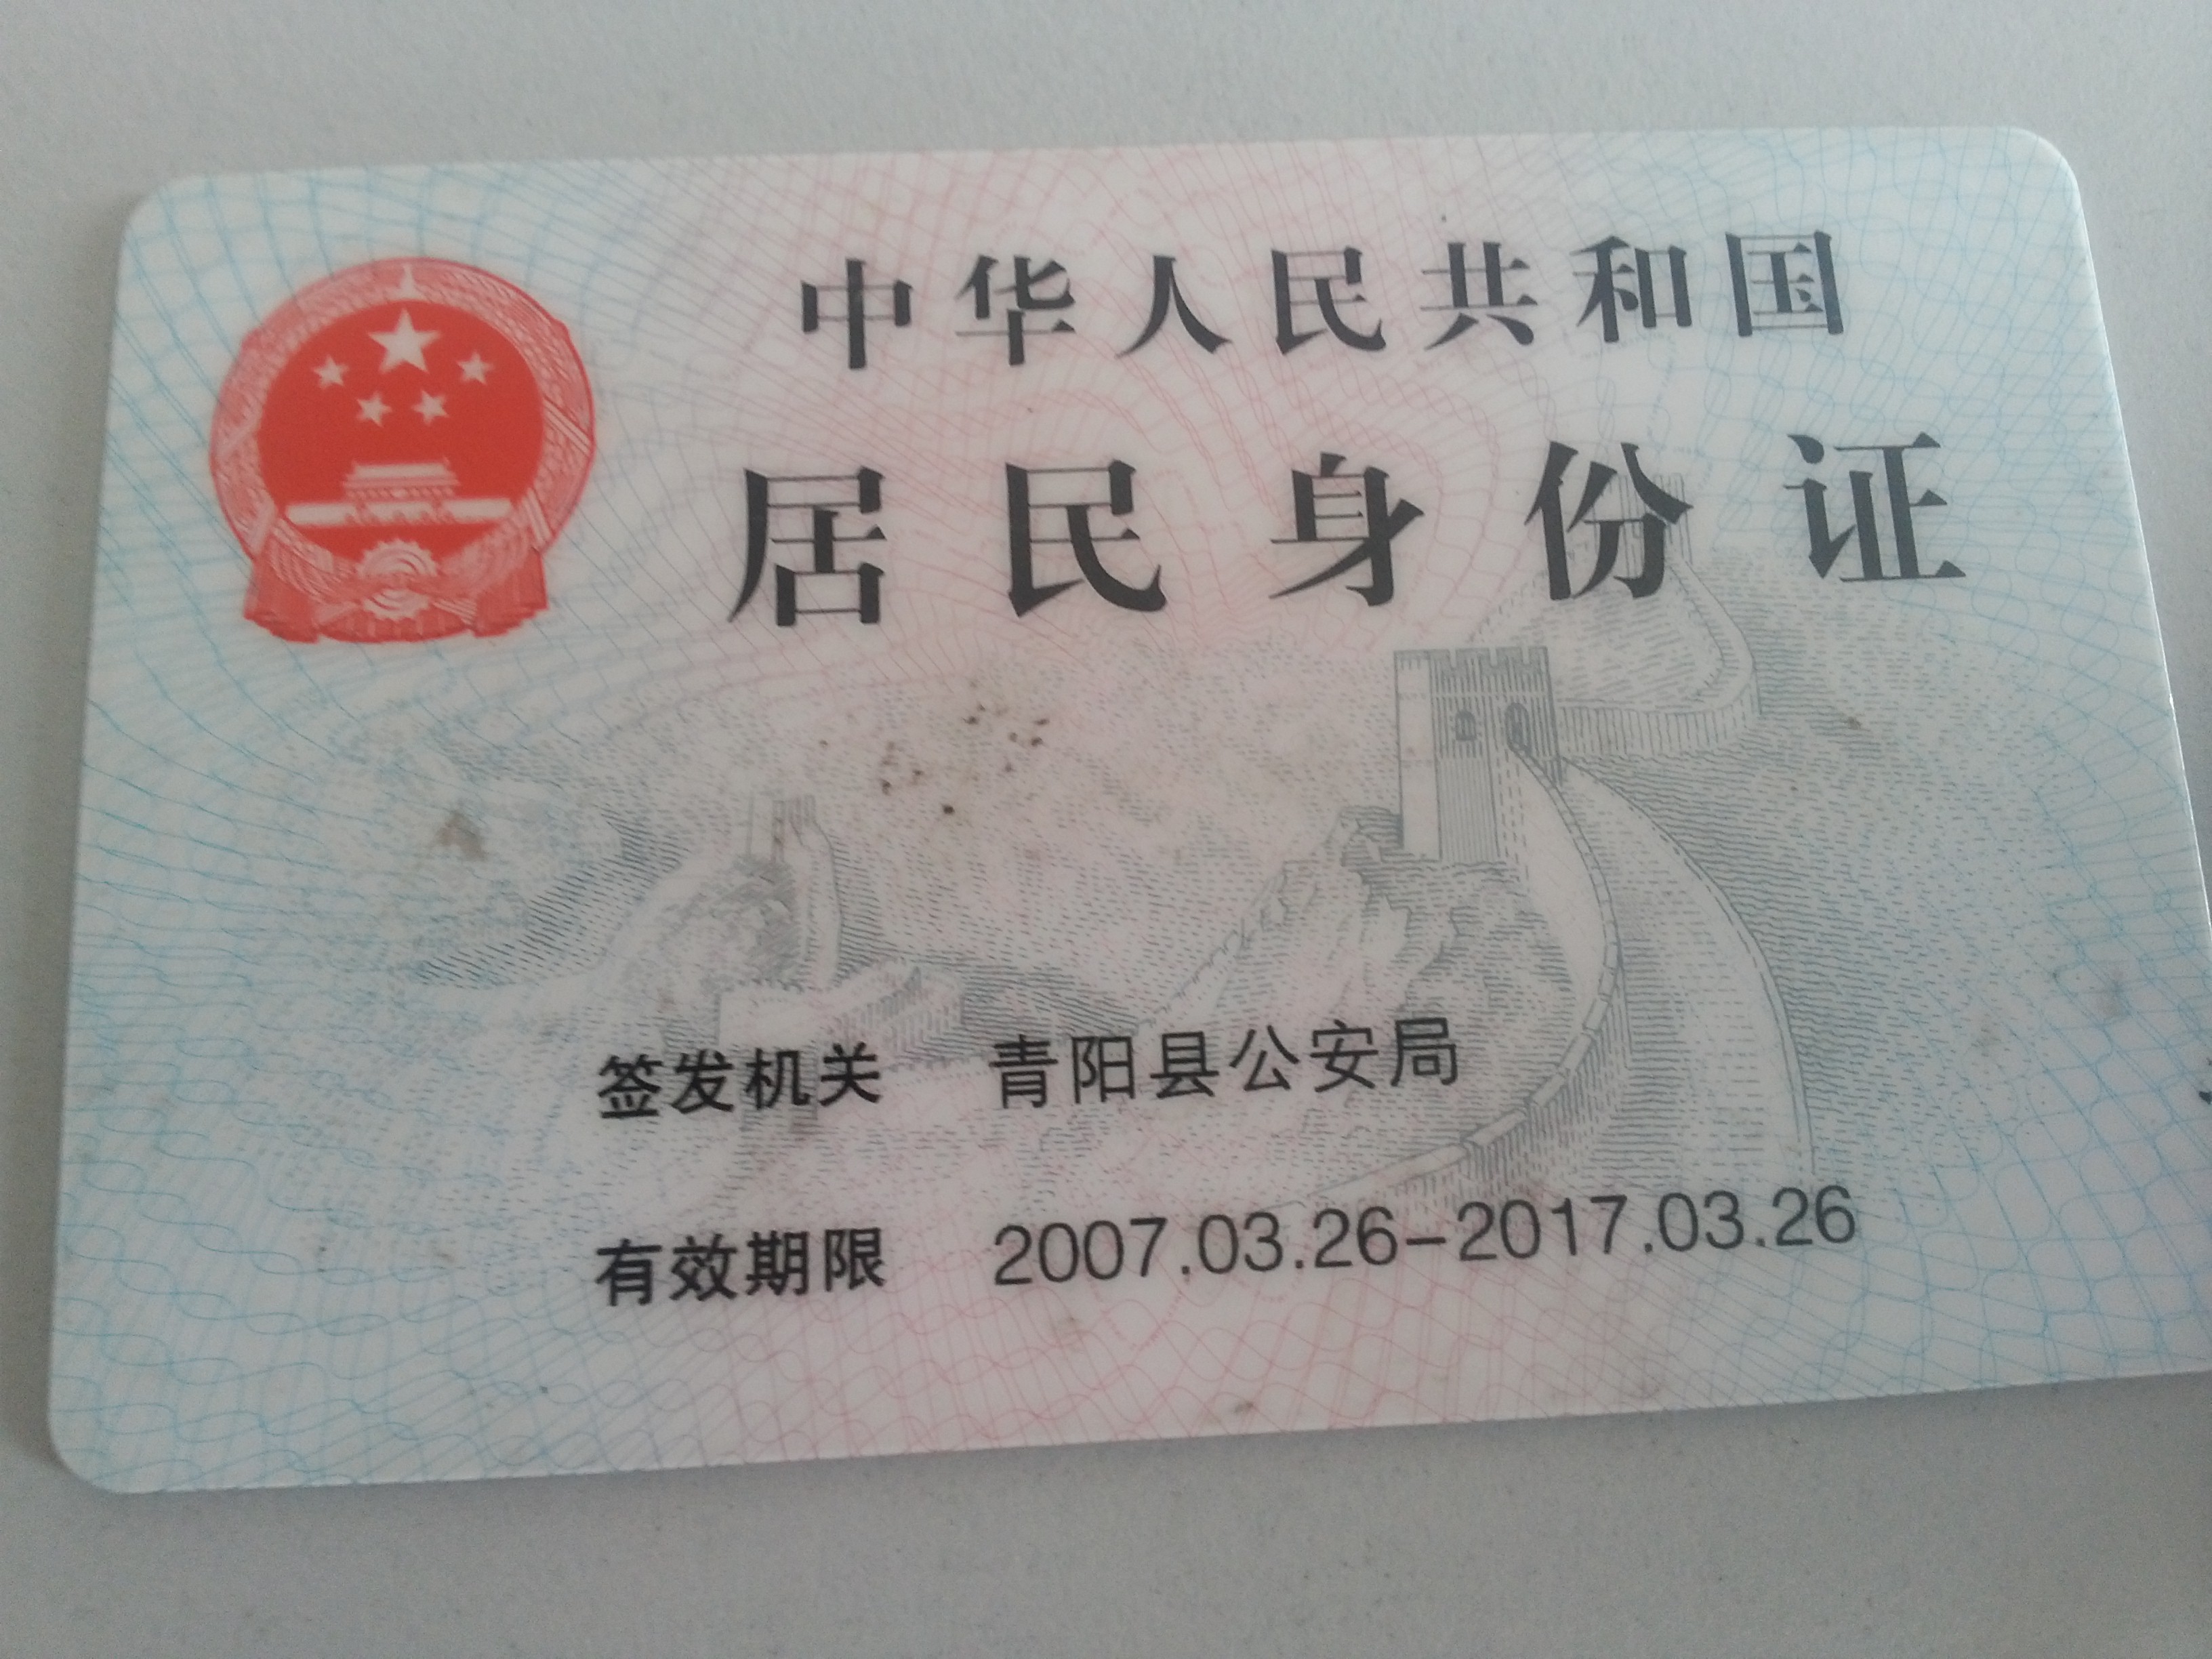 中华人民共和国
居民身份证
签发机关 青阳县公安局
有效期限 2007.03.26-2017.03.26